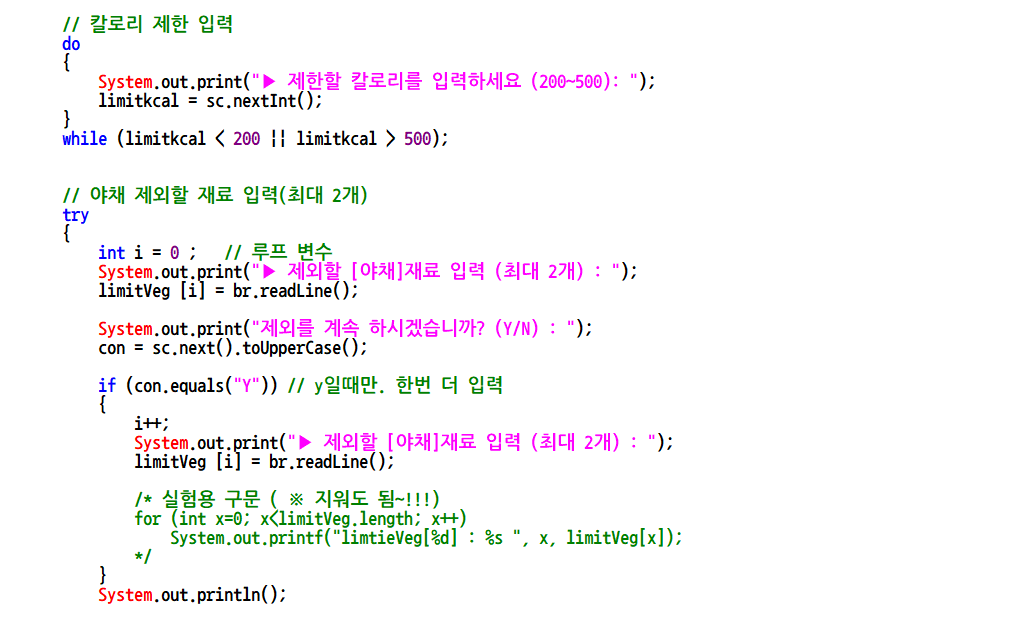 // 칼로리 제한 입력
do
{
System.out.print("▶ 제한할 칼로리를 입력하세요 (200~500): ");
limitkcal = sc.nextInt();
}
while (limitkcal < 200 || limitkcal > 500);
// 야채 제외할 재료 입력(최대 2개)
try
{
int i = 0 ;   // 루프 변수
System.out.print("▶ 제외할 [야채]재료 입력 (최대 2개) : ");
limitVeg [i] = br.readLine();
System.out.print("제외를 계속 하시겠습니까? (Y/N) : ");
con = sc.next().toUpperCase();
if (con.equals("Y")) // y일때만. 한번 더 입력
{
i++;
System.out.print("▶ 제외할 [야채]재료 입력 (최대 2개) : ");
limitVeg [i] = br.readLine();
/* 실험용 구문 ( ※ 지워도 됨~!!!)
for (int x=0; x<limitVeg.length; x++)
System.out.printf("limtieVeg[%d] : %s ", x, limitVeg[x]);
*/
}
System.out.println();